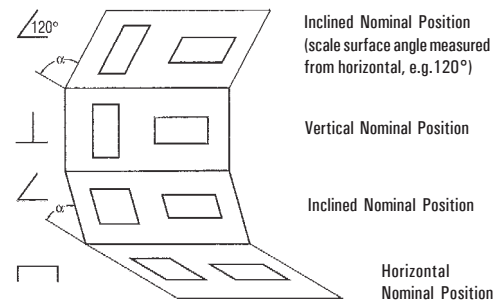 120°
α
Inclined Nominal Position
(scale surface angle measured
from horizontal, e.g.120°)
Vertical Nominal Position
α
Inclined Nominal Position
Horizontal
Nominal Position